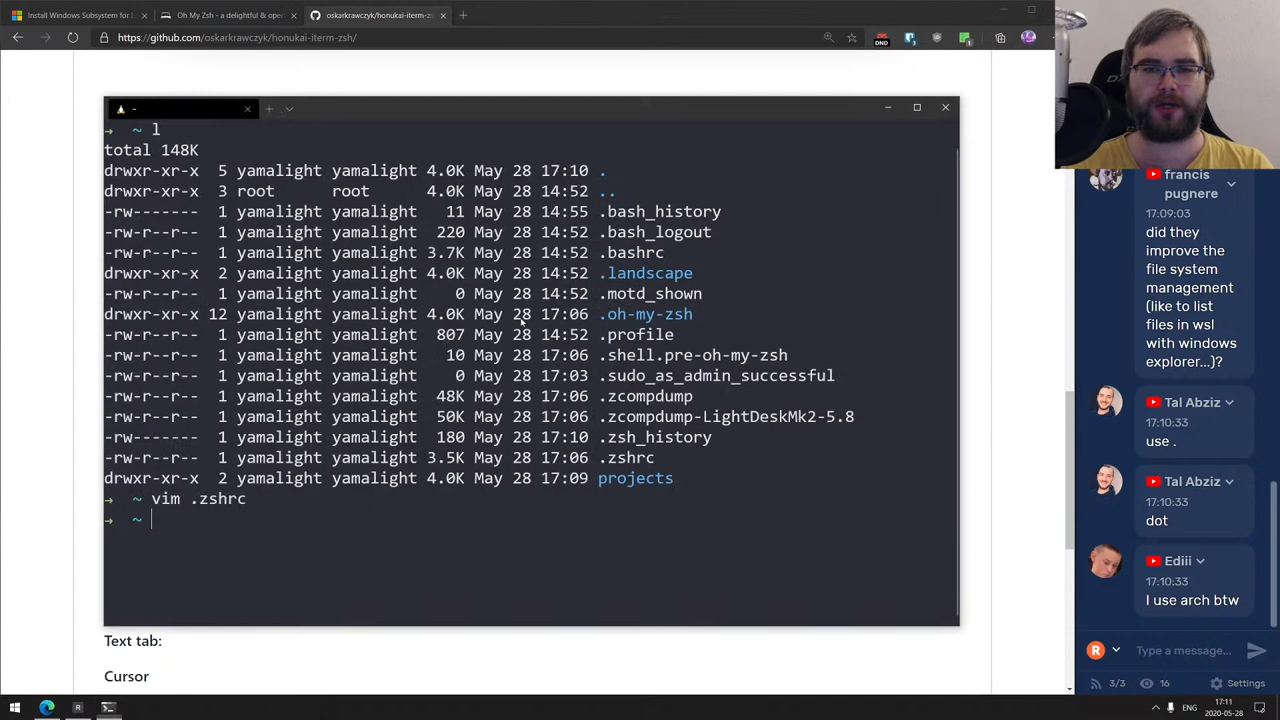 Install Windows Subsystem for
Oh My Zsh - a delightful & ope
oskarkrawczyk/honukai-iterm-zs
https://github.com/oskarkrawczyk/honukai-iterm-zsh/
DND
1
~
➜ ~ l
total 148K
drwxr-xr-x 5 yamalight yamalight 4.0K May 28 17:10 .
drwxr-xr-x 3 root root 4.0K May 28 14:52 ..
-rw------- 1 yamalight yamalight 11 May 28 14:55 .bash_history
-rw-r--r-- 1 yamalight yamalight 220 May 28 14:52 .bash_logout
-rw-r--r-- 1 yamalight yamalight 3.7K May 28 14:52 .bashrc
drwxr-xr-x 2 yamalight yamalight 4.0K May 28 14:52 .landscape
-rw-r--r-- 1 yamalight yamalight 0 May 28 14:52 .motd_shown
drwxr-xr-x 12 yamalight yamalight 4.0K May 28 17:06 .oh-my-zsh
-rw-r--r-- 1 yamalight yamalight 807 May 28 14:52 .profile
-rw-r--r-- 1 yamalight yamalight 10 May 28 17:06 .shell.pre-oh-my-zsh
-rw-r--r-- 1 yamalight yamalight 0 May 28 17:03 .sudo_as_admin_successful
-rw-r--r-- 1 yamalight yamalight 48K May 28 17:06 .zcompdump
-rw-r--r-- 1 yamalight yamalight 50K May 28 17:06 .zcompdump-LightDeskMk2-5.8
-rw------- 1 yamalight yamalight 180 May 28 17:10 .zsh_history
-rw-r--r-- 1 yamalight yamalight 3.5K May 28 17:06 .zshrc
drwxr-xr-x 2 yamalight yamalight 4.0K May 28 17:09 projects
➜ ~ vim .zshrc
➜ ~
Text tab:
Cursor
francis
pugnere
17:09:03
did they
improve the
file system
management
(like to list
files in wsl
with windows
explorer...)?
Tal Abziz
17:10:33
use .
Tal Abziz
17:10:33
dot
Ediii
17:10:33
I use arch btw
R
Type a message...
3/3
16
Settings
R
ENG
17:11
2020-05-28